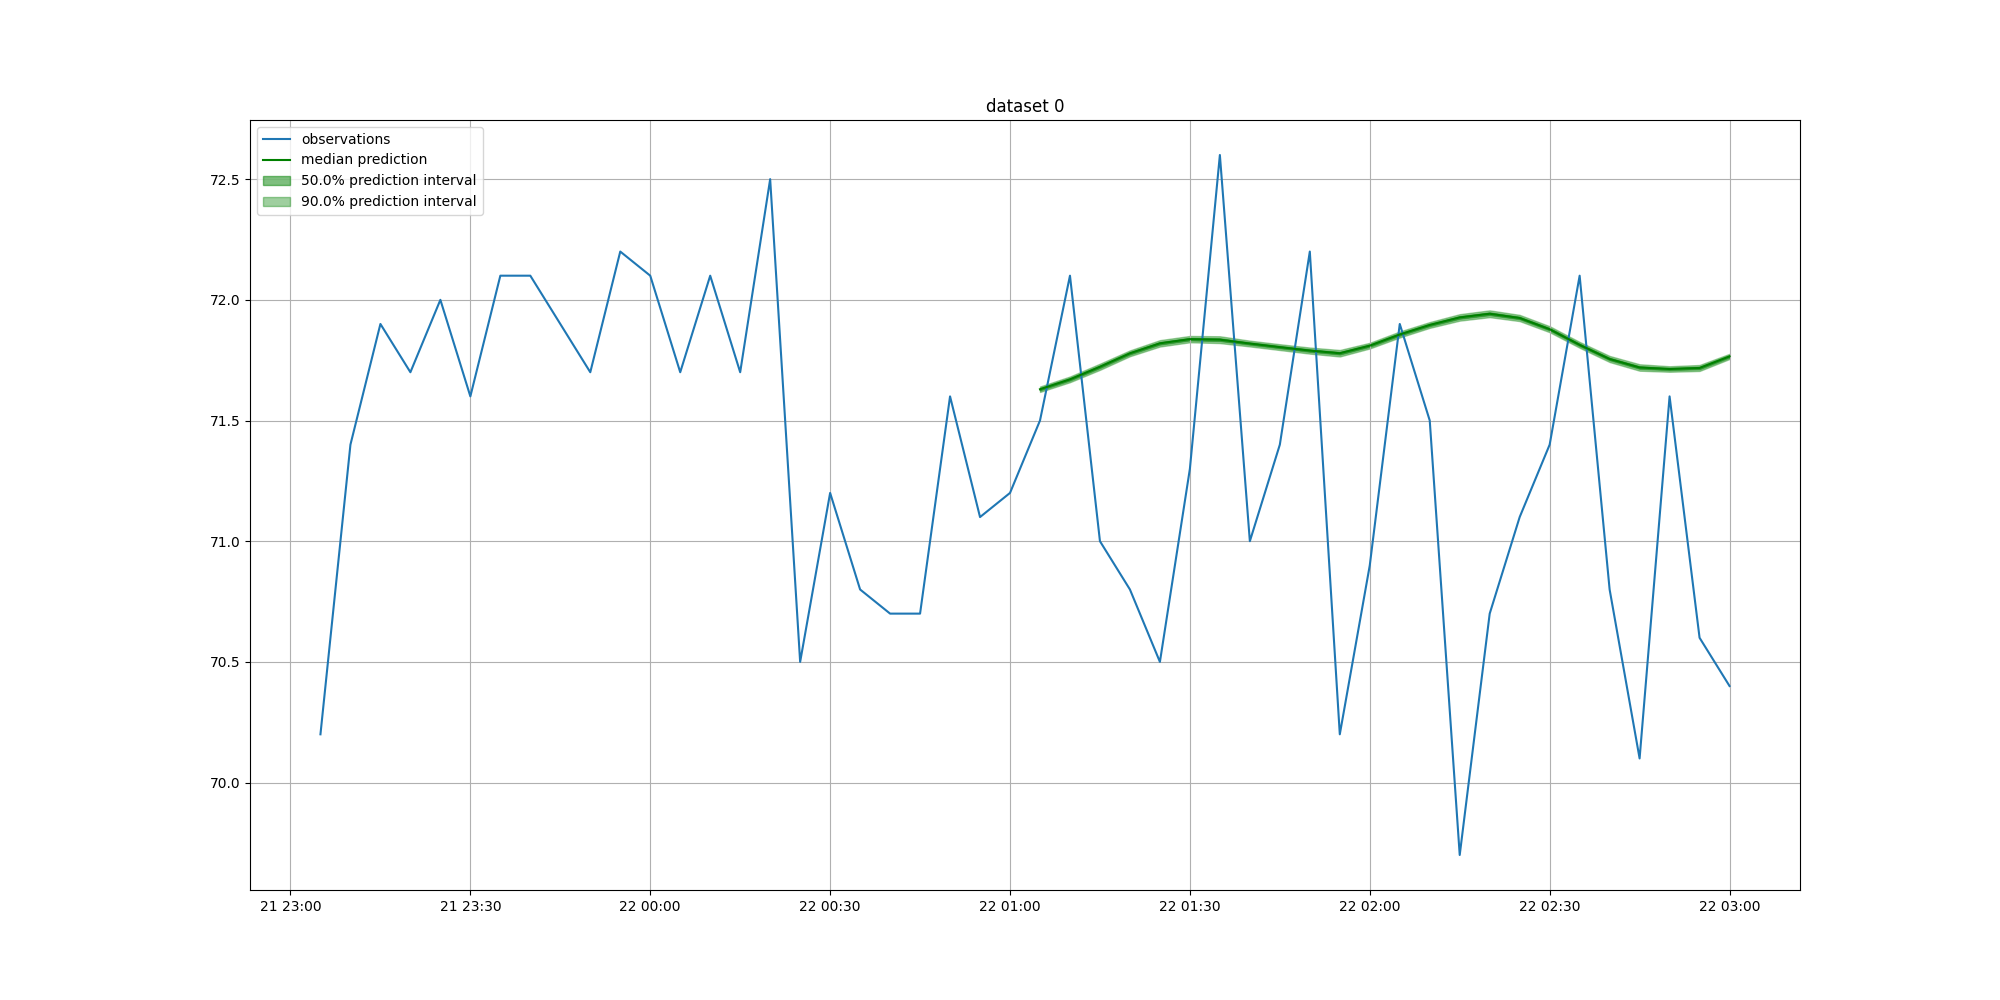 dataset 0
observations
median prediction
50.0% prediction interval
90.0% prediction interval
72.5
72.0
71.5
71.0
70.5
70.0
21 23:00 21 23:30 22 00:00 22 00:30 22 01:00 22 01:30 22 02:00 22 02:30 22 03:00